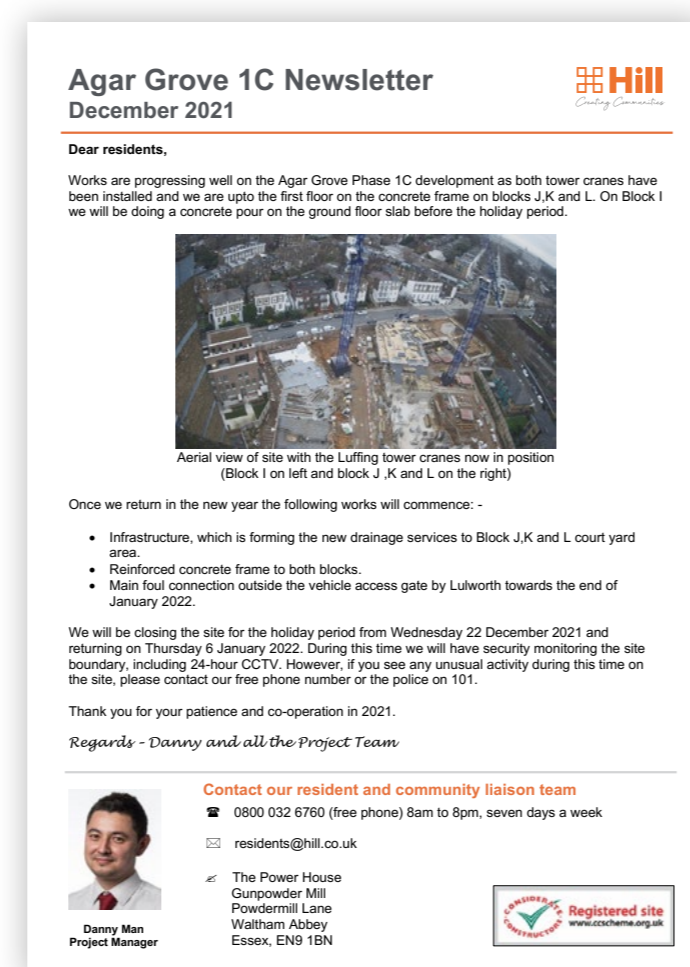 Agar Grove 1C Newsletter
December 2021
Hill
Creating Communities
Dear residents,
Works are progressing well on the Agar Grove Phase 1C development as both tower cranes have
been installed and we are upto the first floor on the concrete frame on blocks J,K and L. On Block I
we will be doing a concrete pour on the ground floor slab before the holiday period.
Aerial view of site with the Luffing tower cranes now in position
(Block I on left and block J ,K and L on the right)
Once we return in the new year the following works will commence: -
• Infrastructure, which is forming the new drainage services to Block J,K and L court yard
area.
• Reinforced concrete frame to both blocks.
• Main foul connection outside the vehicle access gate by Lulworth towards the end of
January 2022.
We will be closing the site for the holiday period from Wednesday 22 December 2021 and
returning on Thursday 6 January 2022. During this time we will have security monitoring the site
boundary, including 24-hour CCTV. However, if you see any unusual activity during this time on
the site, please contact our free phone number or the police on 101.
Thank you for your patience and co-operation in 2021.
Regards – Danny and all the Project Team
Danny Man
Project Manager
Contact our resident and community liaison team
0800 032 6760 (free phone) 8am to 8pm, seven days a week
residents@hill.co.uk
The Power House
Gunpowder Mill
Powdermill Lane
Waltham Abbey
Essex, EN9 1BN
CONSIDERATE
CONSTRUCTORS
Registered site
www.ccscheme.org.uk